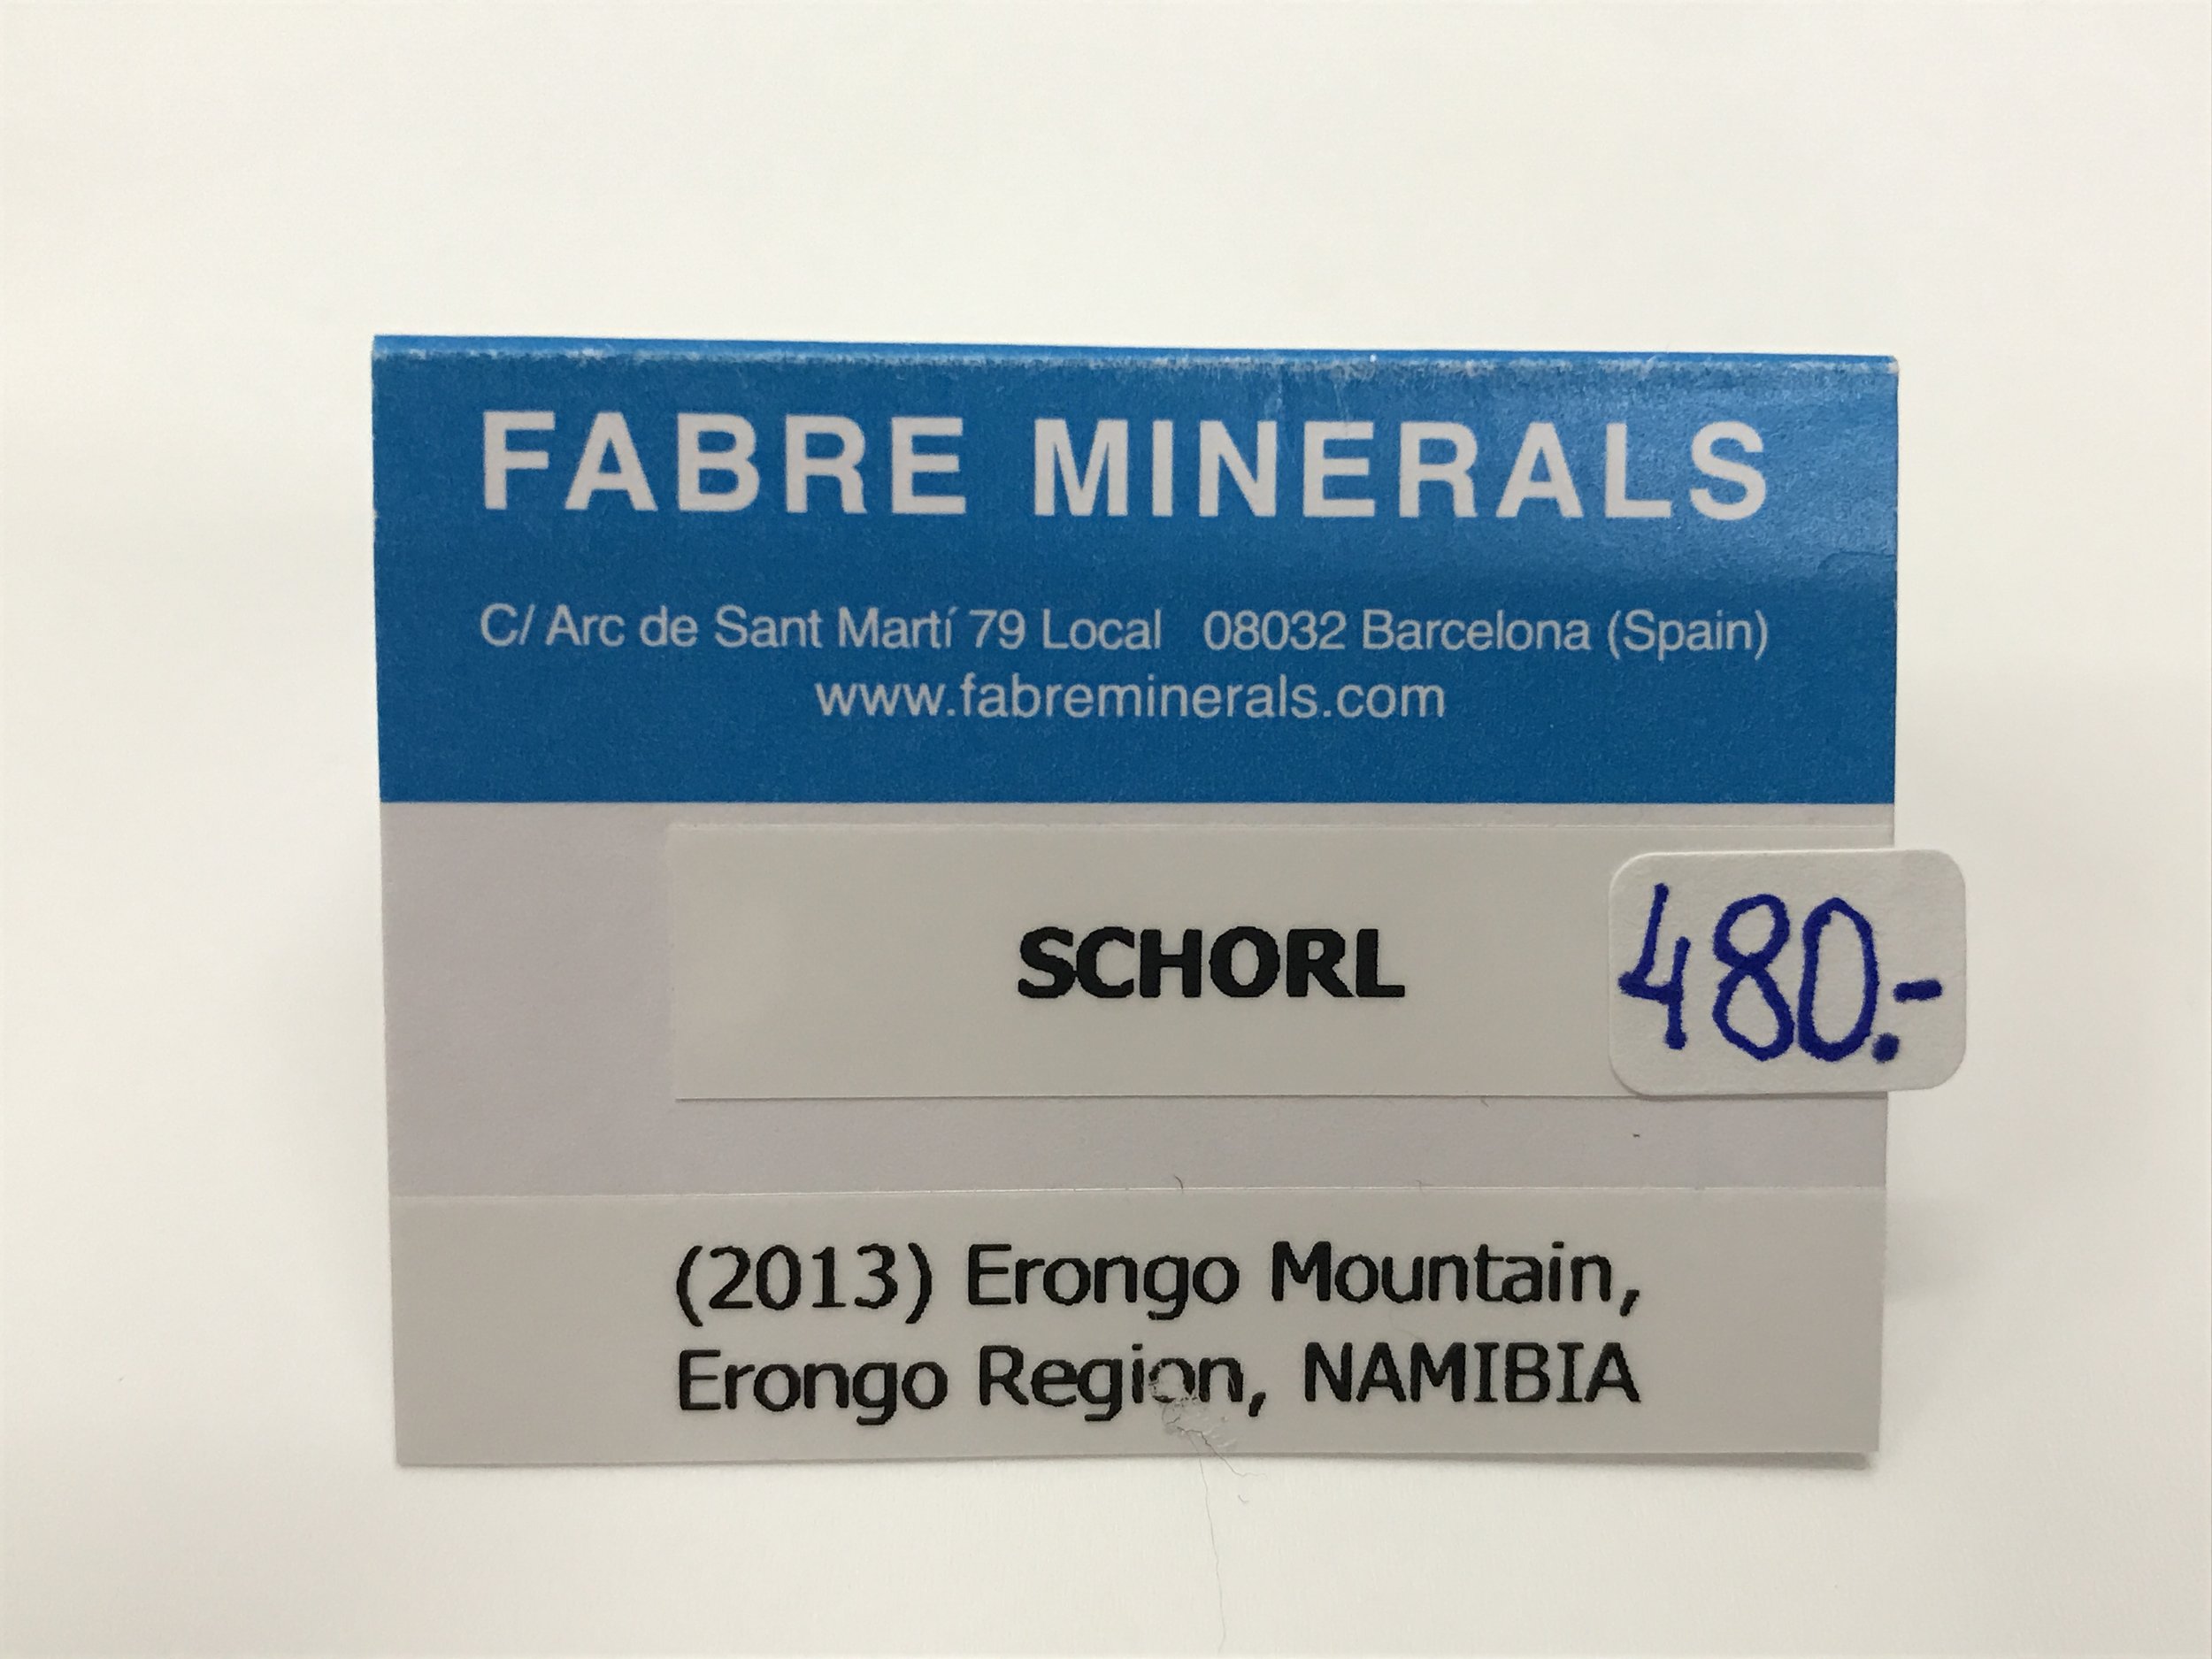 FABRE MINERALS
C/ Arc de Sant Martí 79 Local 08032 Barcelona (Spain)
www.fabreminerals.com
SCHORL
480.-
(2013) Erongo Mountain,
Erongo Region, NAMIBIA